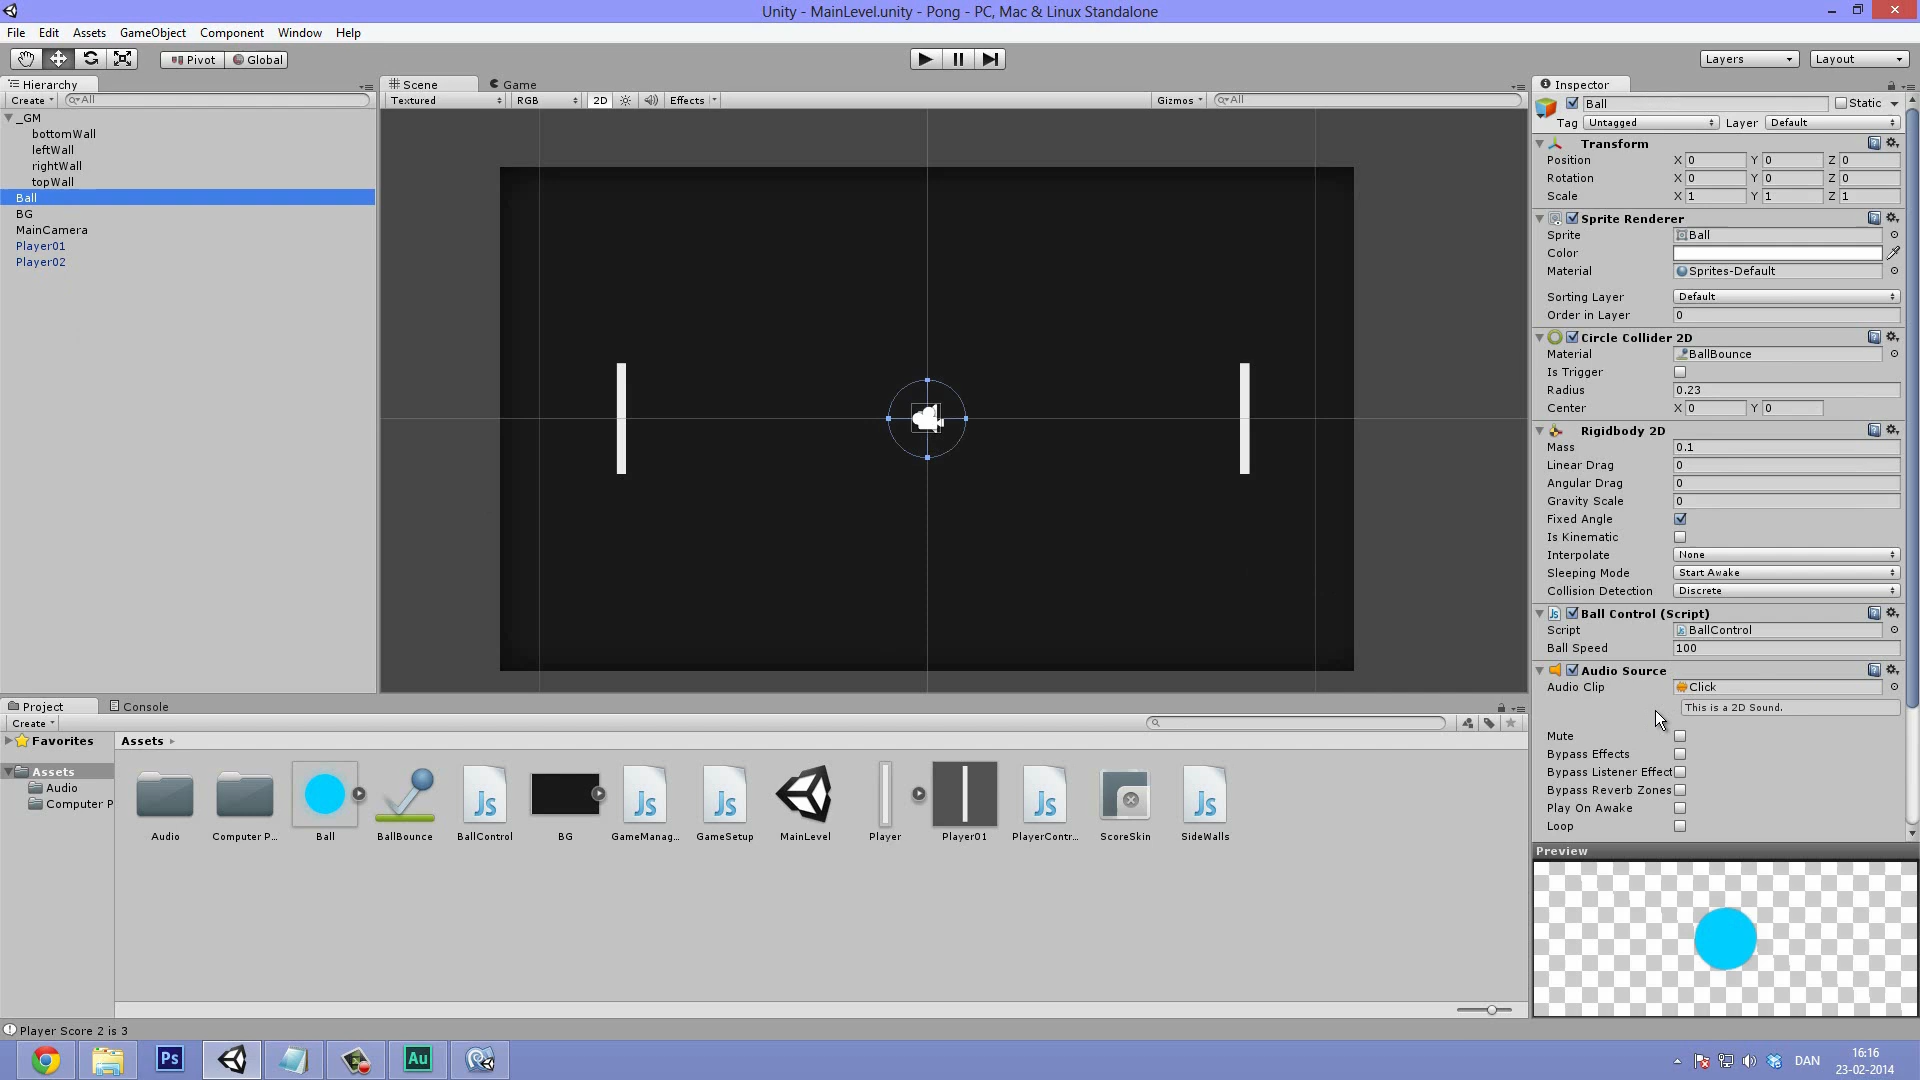 Unity - MainLevel.unity - Pong - PC, Mac & Linux Standalone
File Edit Assets GameObject Component Window Help
Pivot Global Layers Layout
Hierarchy
Create All
_GM
bottomWall
leftWall
rightWall
topWall
Ball
BG
MainCamera
Player01
Player02
Scene Game
Textured RGB 2D Effects Gizmos All
Inspector
Ball Static
Tag Untagged Layer Default
Transform
Position X 0 Y 0 Z 0
Rotation X 0 Y 0 Z 0
Scale X 1 Y 1 Z 1
Sprite Renderer
Sprite Ball
Color
Material Sprites-Default
Sorting Layer Default
Order in Layer 0
Circle Collider 2D
Material BallBounce
Is Trigger
Radius 0.23
Center X 0 Y 0
Rigidbody 2D
Mass 0.1
Linear Drag 0
Angular Drag 0
Gravity Scale 0
Fixed Angle
Is Kinematic
Interpolate None
Sleeping Mode Start Awake
Collision Detection Discrete
Js Ball Control (Script)
Script BallControl
Ball Speed 100
Audio Source
Audio Clip Click
This is a 2D Sound.
Mute
Bypass Effects
Bypass Listener Effect
Bypass Reverb Zones
Play On Awake
Loop
Preview
Project Console
Create
Favorites
Assets
Audio
Computer P
Assets
Js Js Js Js Js
Audio Computer P... Ball BallBounce BallControl BG GameManag... GameSetup MainLevel Player Player01 PlayerContr... ScoreSkin SideWalls
Player Score 2 is 3
Ps Au
DAN
16:16
23-02-2014